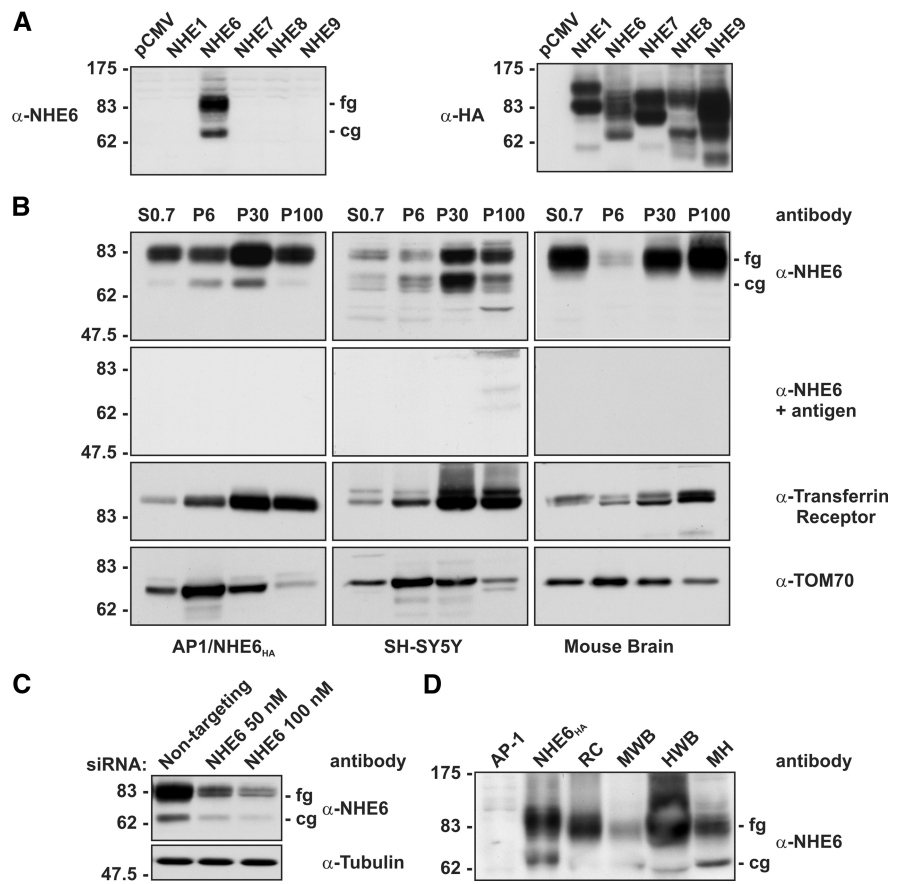 A
pCMV NHE1 NHE6 NHE7 NHE8 NHE9
175 -
83 -
62 -
α-NHE6
- fg
- cg
pCMV NHE1 NHE6 NHE7 NHE8 NHE9
175 -
83 -
62 -
α-HA
B
S0.7 P6 P30 P100 S0.7 P6 P30 P100 S0.7 P6 P30 P100 antibody
83 -
62 -
47.5 -
- fg
- cg
α-NHE6
83 -
62 -
47.5 -
α-NHE6
+ antigen
83 -
α-Transferrin
Receptor
83 -
62 -
α-TOM70
AP1/NHE6HA SH-SY5Y Mouse Brain
C
siRNA: Non-targeting NHE6 50 nM NHE6 100 nM antibody
83 -
62 -
- fg
- cg
α-NHE6
47.5 -
α-Tubulin
D
AP-1 NHE6HA RC MWB HWB MH antibody
175 -
83 -
62 -
- fg
- cg
α-NHE6